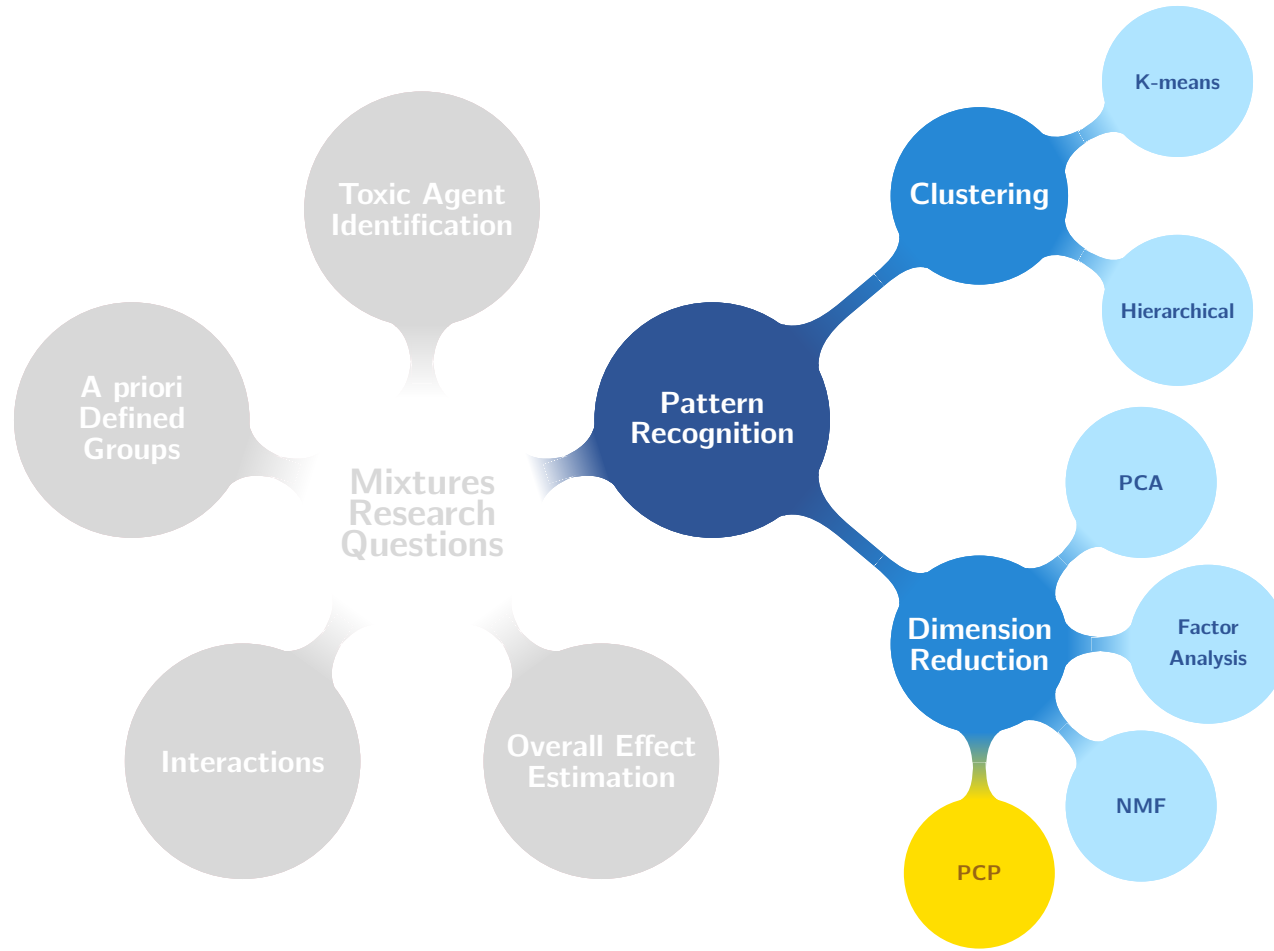 K-means
Toxic Agent
Identification
Clustering
Hierarchical
A priori
Defined
Groups
Pattern
Recognition
Mixtures
Research
Questions
PCA
Factor
Analysis
Dimension
Reduction
Interactions
Overall Effect
Estimation
NMF
PCP